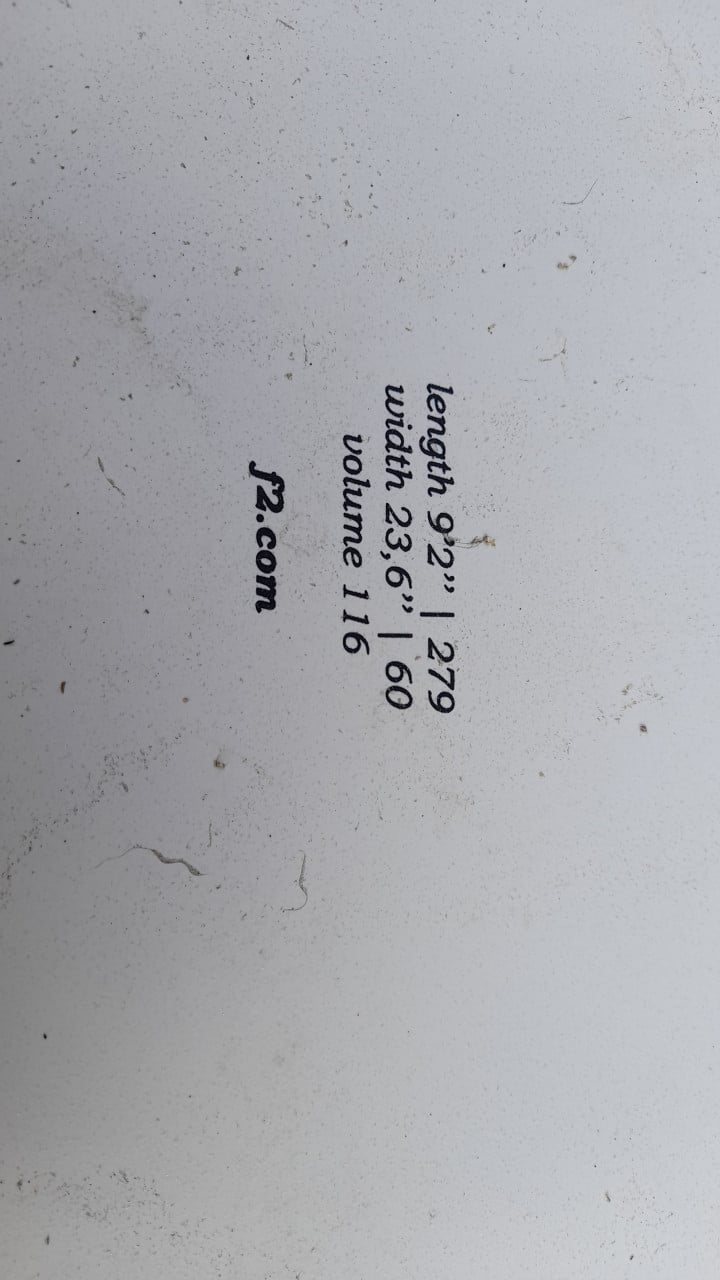 length 9'2” | 279
width 23,6” | 60
volume 116
f2.com